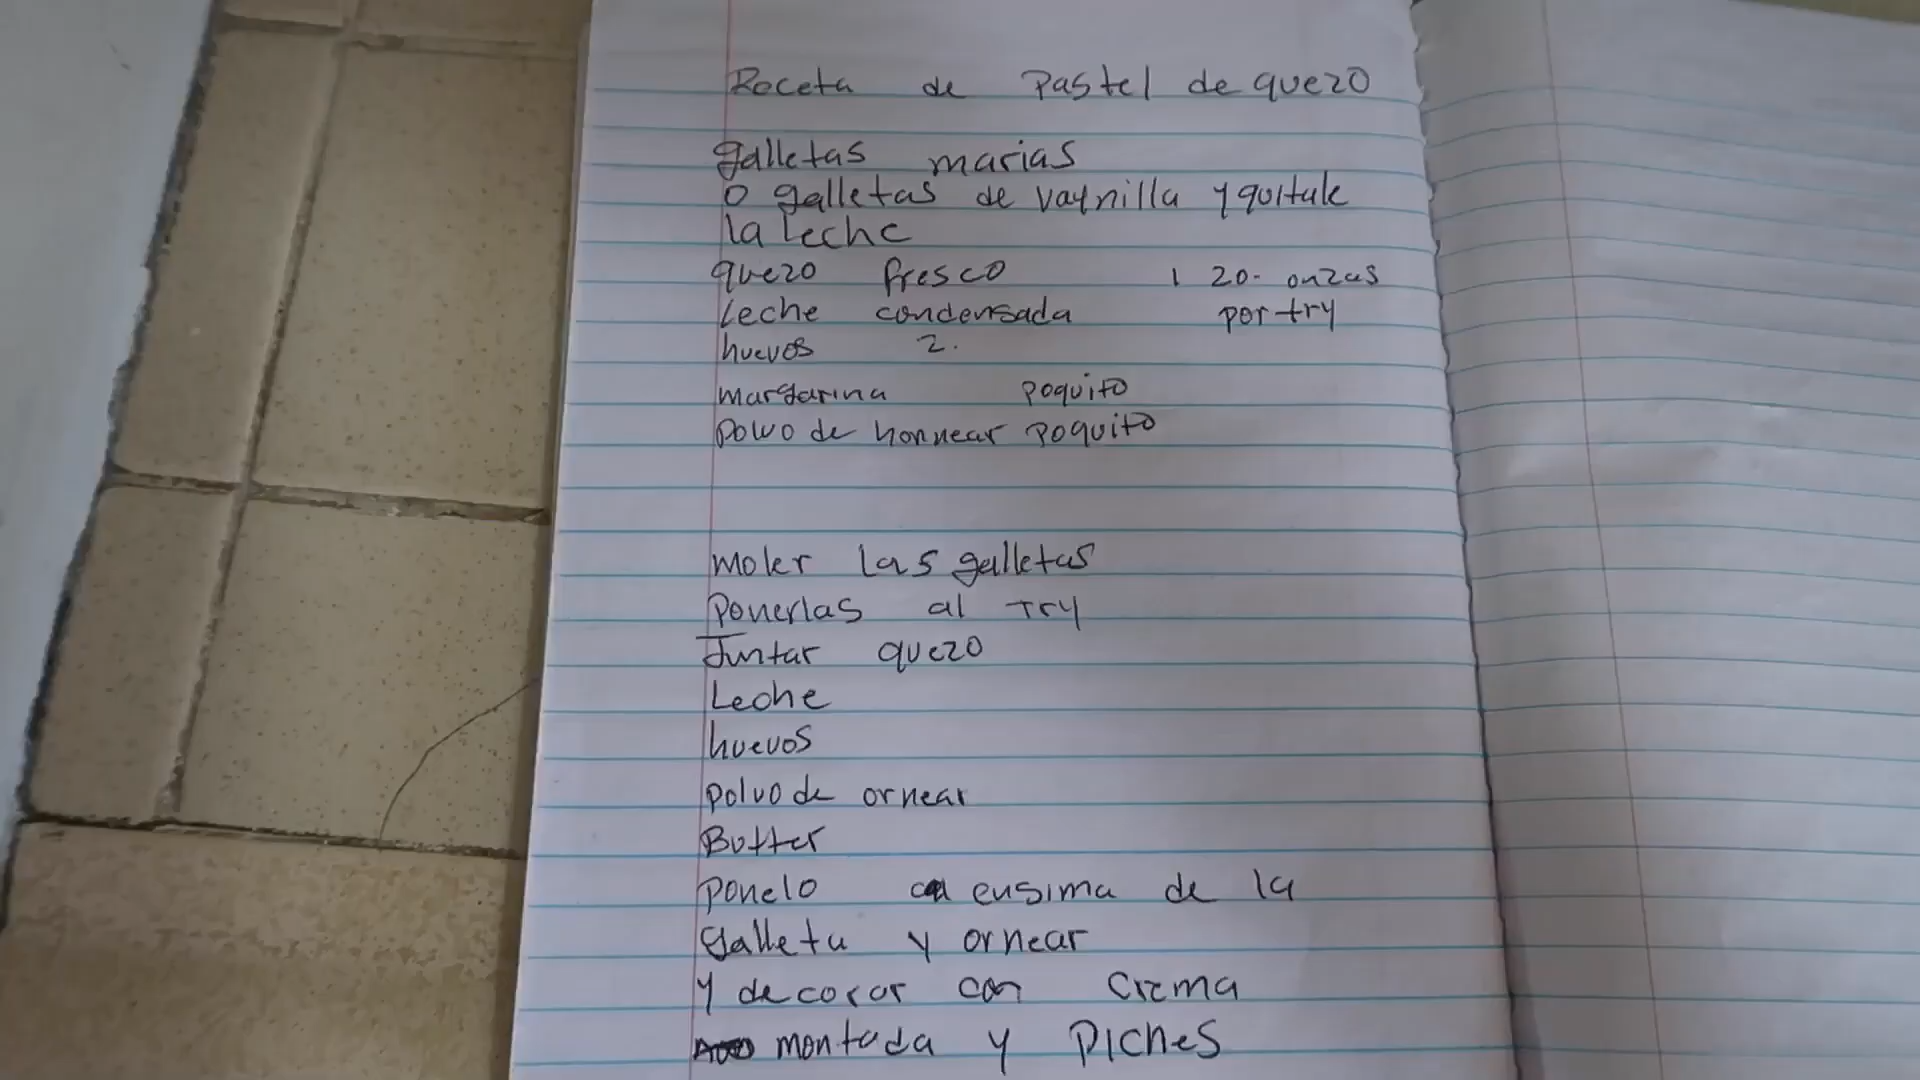 Receta de Pastel de quezo
galletas marias
o galletas de vaynilla y quitale
la leche
quezo fresco 1 20. onzas
Leche condensada por try
huevos 2.
margarina poquito
polvo de hornear poquito
moler las galletas
Ponerlas al try
Juntar quezo
Leche
huevos
polvo de ornear
Butter
ponelo ensima de la
galleta y ornear
y decorar con crema
montada y Piches